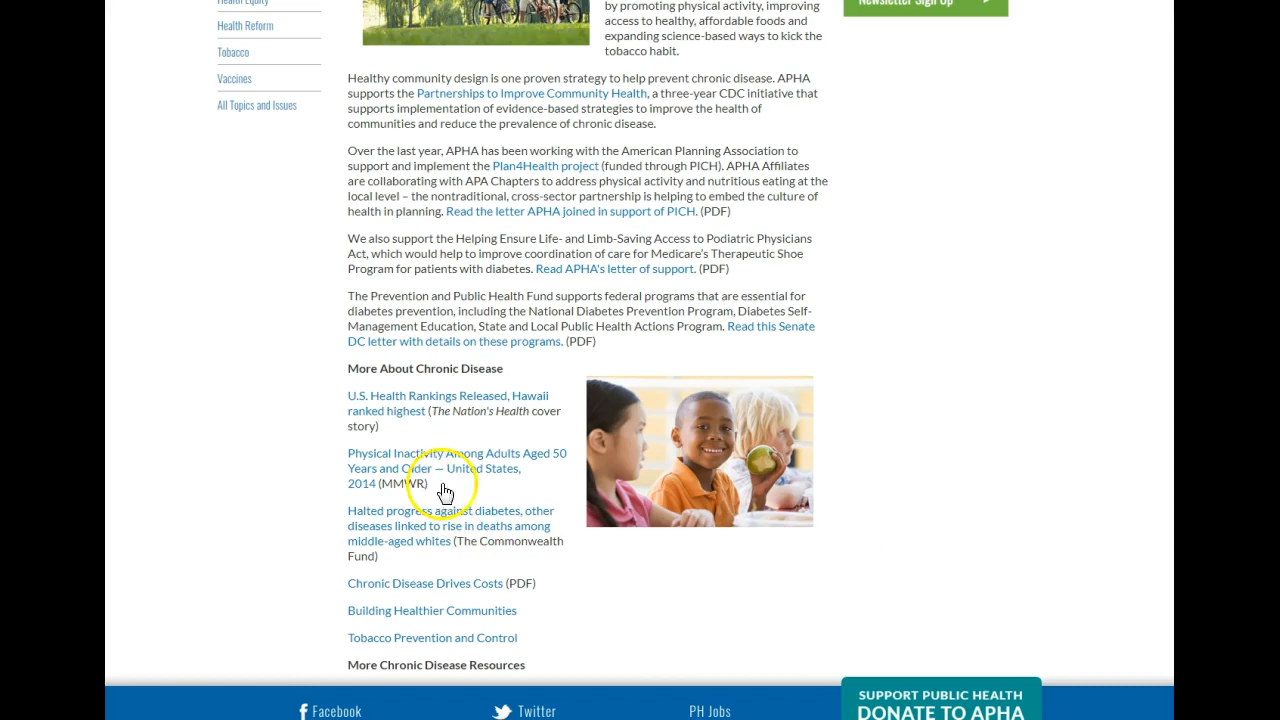 Health Equity
Health Reform
Tobacco
Vaccines
All Topics and Issues
by promoting physical activity, improving
access to healthy, affordable foods and
expanding science-based ways to kick the
tobacco habit.
Newsletter Sign Up >
Healthy community design is one proven strategy to help prevent chronic disease. APHA
supports the Partnerships to Improve Community Health, a three-year CDC initiative that
supports implementation of evidence-based strategies to improve the health of
communities and reduce the prevalence of chronic disease.
Over the last year, APHA has been working with the American Planning Association to
support and implement the Plan4Health project (funded through PICH). APHA Affiliates
are collaborating with APA Chapters to address physical activity and nutritious eating at the
local level – the nontraditional, cross-sector partnership is helping to embed the culture of
health in planning. Read the letter APHA joined in support of PICH. (PDF)
We also support the Helping Ensure Life- and Limb-Saving Access to Podiatric Physicians
Act, which would help to improve coordination of care for Medicare's Therapeutic Shoe
Program for patients with diabetes. Read APHA's letter of support. (PDF)
The Prevention and Public Health Fund supports federal programs that are essential for
diabetes prevention, including the National Diabetes Prevention Program, Diabetes Self-
Management Education, State and Local Public Health Actions Program. Read this Senate
DC letter with details on these programs. (PDF)
More About Chronic Disease
U.S. Health Rankings Released, Hawaii
ranked highest (The Nation's Health cover
story)
Physical Inactivity Among Adults Aged 50
Years and Older — United States,
2014 (MMWR)
Halted progress against diabetes, other
diseases linked to rise in deaths among
middle-aged whites (The Commonwealth
Fund)
Chronic Disease Drives Costs (PDF)
Building Healthier Communities
Tobacco Prevention and Control
More Chronic Disease Resources
Facebook
Twitter
PH Jobs
SUPPORT PUBLIC HEALTH
DONATE TO APHA